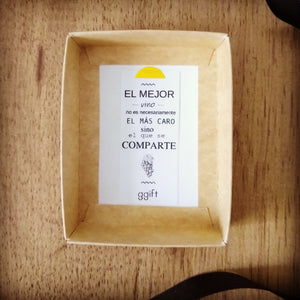 EL MEJOR
vino
no es necesariamente
EL MÁS CARO
sino
el que se
COMPARTE
ggift